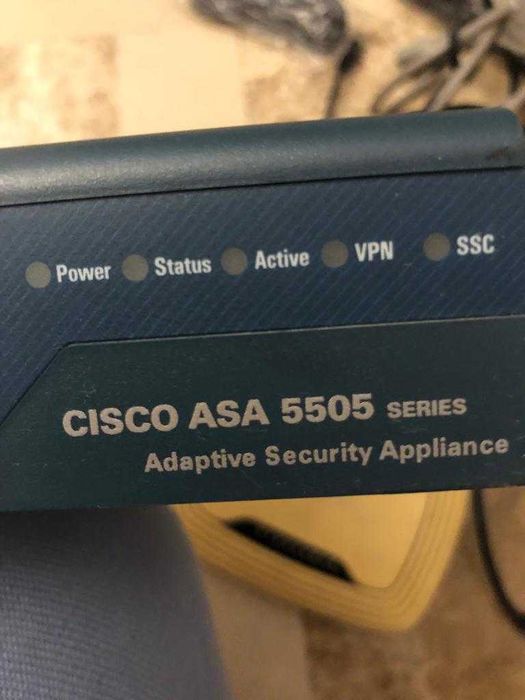 Power Status Active VPN SSC
CISCO ASA 5505 SERIES
Adaptive Security Appliance